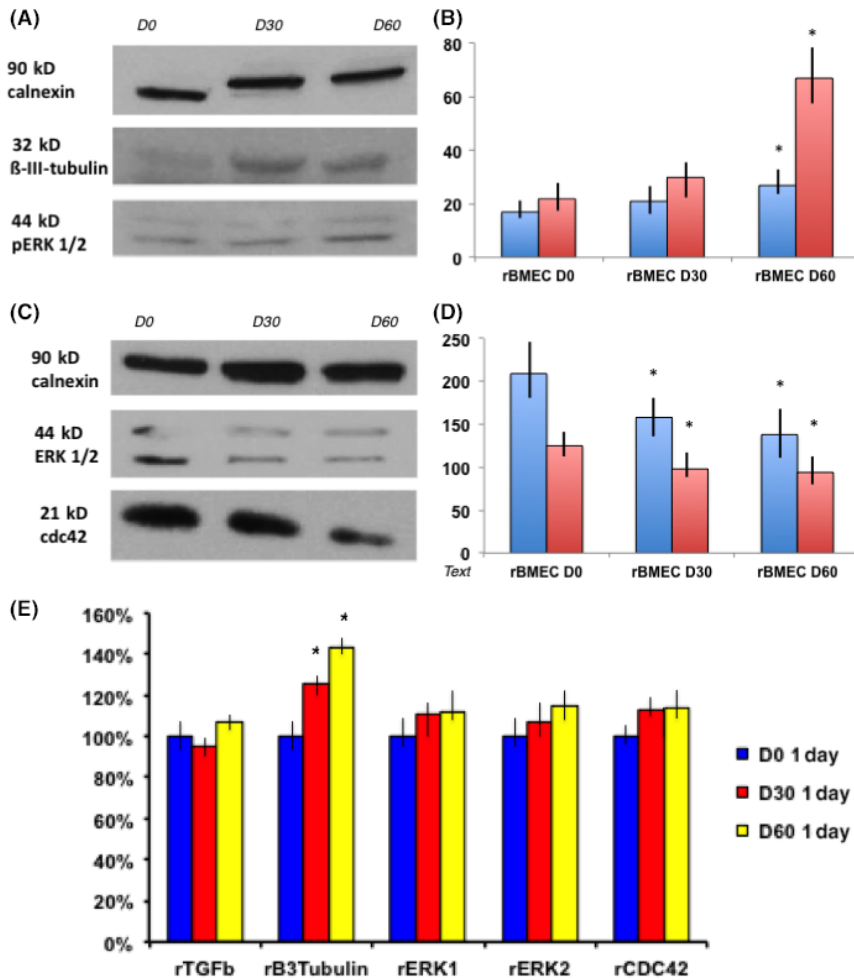 (A)
D0 D30 D60
90 kD
calnexin
32 kD
ß-III-tubulin
44 kD
pERK 1/2
(B)
80
60
40
20
0
rBMEC D0 rBMEC D30 rBMEC D60
* *
(C)
D0 D30 D60
90 kD
calnexin
44 kD
ERK 1/2
21 kD
cdc42
(D)
250
200
150
100
50
0
Text
rBMEC D0 rBMEC D30 rBMEC D60
* * * *
(E)
160%
140%
120%
100%
80%
60%
40%
20%
0%
* *
rTGFb rB3Tubulin rERK1 rERK2 rCDC42
D0 1 day
D30 1 day
D60 1 day